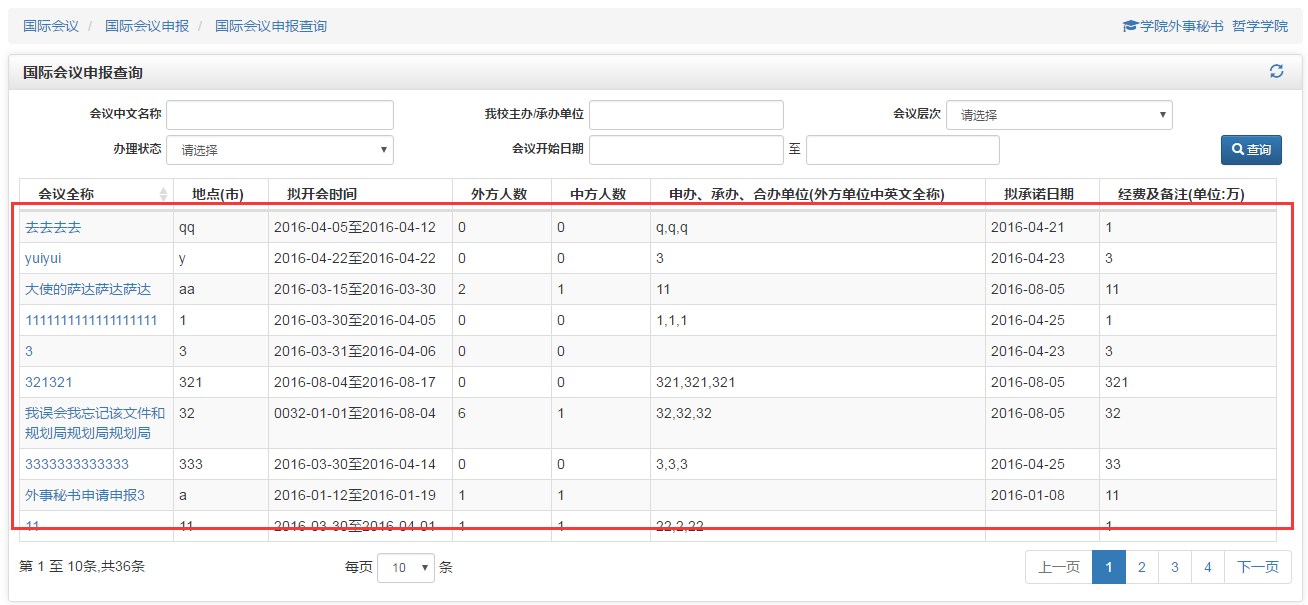 国际会议 / 国际会议申报 / 国际会议申报查询 学院外事秘书 哲学学院
国际会议申报查询
会议中文名称 我校主办/承办单位 会议层次 请选择
办理状态 请选择 会议开始日期 至 查询
会议全称 地点(市) 拟开会时间 外方人数 中方人数 申办、承办、合办单位(外方单位中英文全称) 拟承诺日期 经费及备注(单位:万)
去去去去 qq 2016-04-05至2016-04-12 0 0 q,q,q 2016-04-21 1
yuiyui y 2016-04-22至2016-04-22 0 0 3 2016-04-23 3
大使的萨达萨达萨达 aa 2016-03-15至2016-03-30 2 1 11 2016-08-05 11
1111111111111111111 1 2016-03-30至2016-04-05 0 0 1,1,1 2016-04-25 1
3 3 2016-03-31至2016-04-06 0 0 2016-04-23 3
321321 321 2016-08-04至2016-08-17 0 0 321,321,321 2016-08-05 321
我误会我忘记该文件和 32 0032-01-01至2016-08-04 6 1 32,32,32 2016-08-05 32
规划局规划局规划局
3333333333333 333 2016-03-30至2016-04-14 0 0 3,3,3 2016-04-25 33
外事秘书申请申报3 a 2016-01-12至2016-01-19 1 1 2016-01-08 11
11 11 2016-03-30至2016-04-01 1 1 22,2,22 1
第 1 至 10条,共36条 每页 10 条 上一页 1 2 3 4 下一页